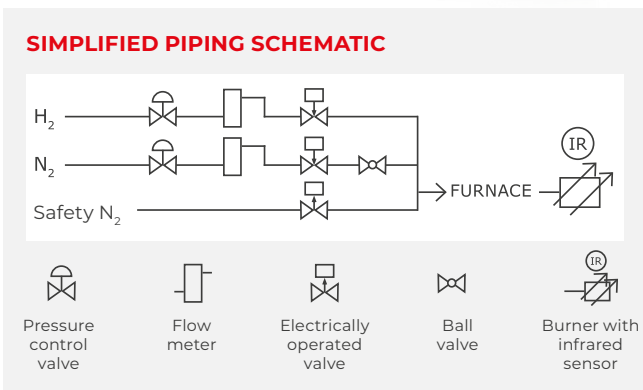 SIMPLIFIED PIPING SCHEMATIC
H₂
N₂
Safety N₂
FURNACE
IR
IR
Pressure
control
valve
Flow
meter
Electrically
operated
valve
Ball
valve
Burner with
infrared
sensor